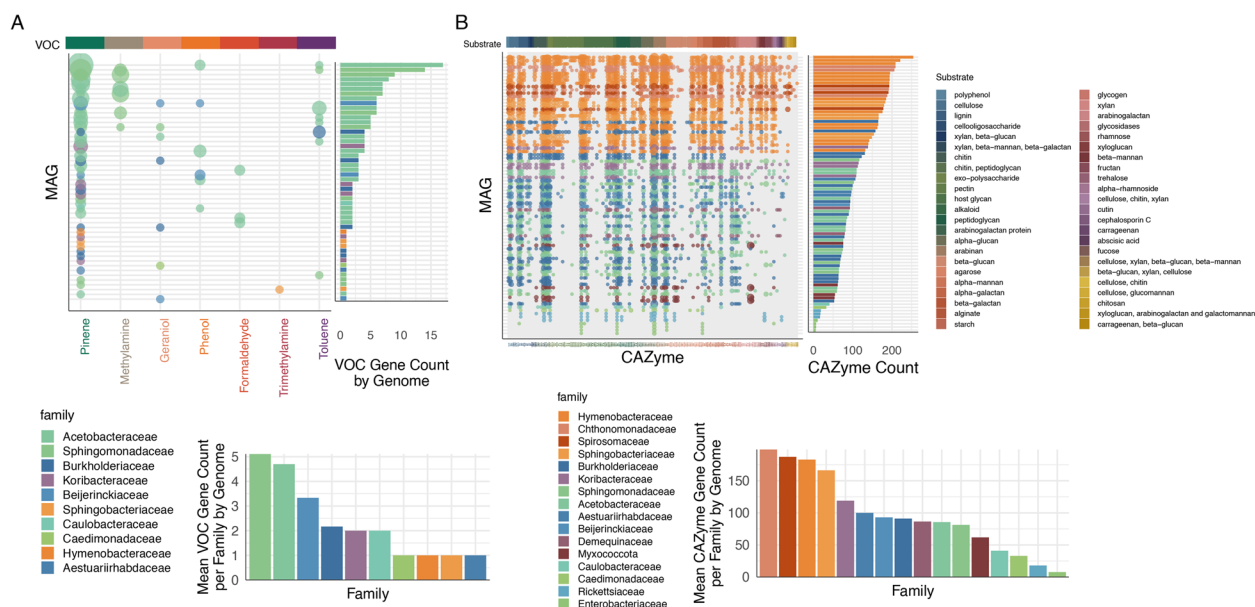 A
VOC
MAG
Pinene
Methylamine
Geraniol
Phenol
Formaldehyde
Trimethylamine
Toluene
0
5
10
15
VOC Gene Count
by Genome
B
Substrate
MAG
CAZyme
0
100
200
CAZyme Count
Substrate
polyphenol
cellulose
lignin
cellooligosaccharide
xylan, beta−glucan
xylan, beta−mannan, beta−galactan
chitin
chitin, peptidoglycan
exo−polysaccharide
pectin
host glycan
alkaloid
peptidoglycan
arabinogalactan protein
alpha−glucan
arabinan
beta−glucan
agarose
alpha−mannan
alpha−galactan
beta−galactan
alginate
starch
glycogen
xylan
arabinogalactan
glycosidases
rhamnose
xyloglucan
beta−mannan
fructan
trehalose
alpha−rhamnoside
cellulose, chitin, xylan
cutin
cephalosporin C
carrageenan
abscisic acid
fucose
cellulose, xylan, beta−glucan, beta−mannan
beta−glucan, xylan, cellulose
cellulose, chitin
cellulose, glucomannan
chitosan
xyloglucan, arabinogalactan and galactomannan
carrageenan, beta−glucan
family
Acetobacteraceae
Sphingomonadaceae
Burkholderiaceae
Koribacteraceae
Beijerinckiaceae
Sphingobacteriaceae
Caulobacteraceae
Caedimonadaceae
Hymenobacteraceae
Aestuariirhabdaceae
Mean VOC Gene Count
per Family by Genome
5
4
3
2
1
0
Family
family
Hymenobacteraceae
Chthonomonadaceae
Spirosomaceae
Sphingobacteriaceae
Burkholderiaceae
Koribacteraceae
Sphingomonadaceae
Acetobacteraceae
Aestuariirhabdaceae
Beijerinckiaceae
Demequinaceae
Myxococcota
Caulobacteraceae
Caedimonadaceae
Rickettsiaceae
Enterobacteriaceae
Mean CAZyme Gene Count
per Family by Genome
150
100
50
0
Family